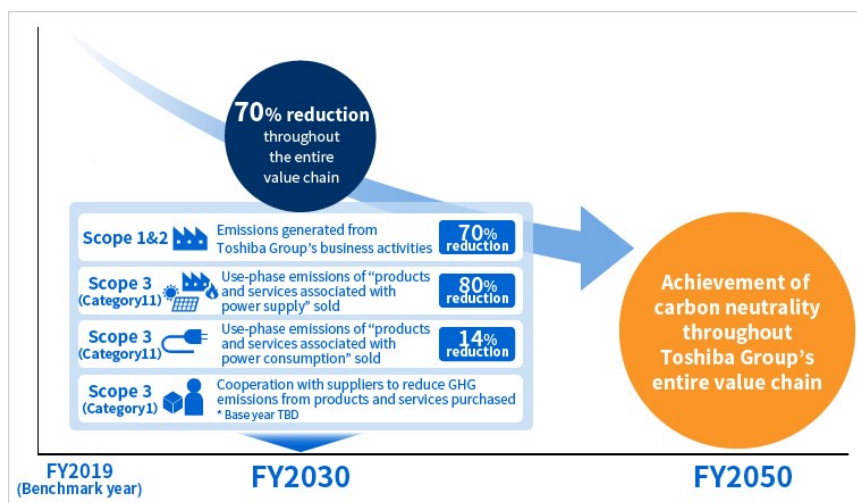 70% reduction
throughout
the entire
value chain
Scope 1&2
Emissions generated from
Toshiba Group's business activities
70%
reduction
Scope 3
(Category11)
Use-phase emissions of "products
and services associated with
power supply" sold
80%
reduction
Scope 3
(Category11)
Use-phase emissions of "products
and services associated with
power consumption" sold
14%
reduction
Scope 3
(Category1)
Cooperation with suppliers to reduce GHG
emissions from products and services purchased
* Base year TBD
Achievement of
carbon neutrality
throughout
Toshiba Group's
entire value chain
FY2019
(Benchmark year)
FY2030
FY2050